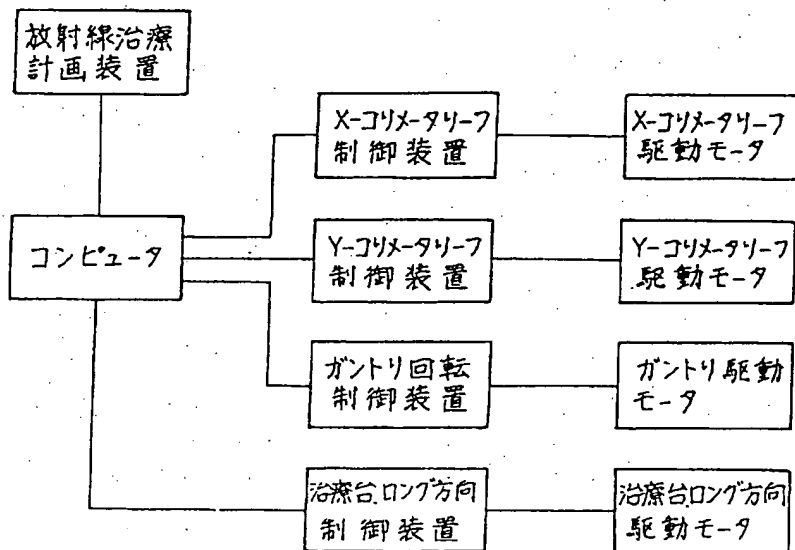 放射線治療
計画装置
X-コリメータリーフ
制御装置
X-コリメータリーフ
駆動モータ
コンピュータ
Y-コリメータリーフ
制御装置
Y-コリメータリーフ
駆動モータ
ガントリ回転
制御装置
ガントリ駆動
モータ
治療台ロング方向
制御装置
治療台ロング方向
駆動モータ